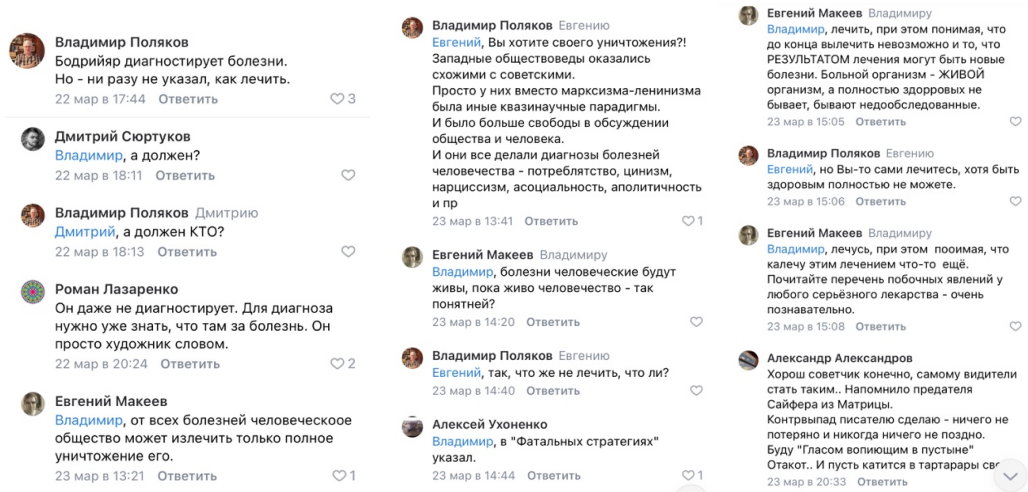 Владимир Поляков
Бодрийяр диагностирует болезни.
Но - ни разу не указал, как лечить.
22 мар в 17:44 Ответить 3
Дмитрий Сюртуков
Владимир, а должен?
22 мар в 18:11 Ответить
Владимир Поляков Дмитрию
Дмитрий, а должен КТО?
22 мар в 18:13 Ответить
Роман Лазаренко
Он даже не диагностирует. Для диагноза
нужно уже знать, что там за болезнь. Он
просто художник словом.
22 мар в 20:24 Ответить 2
Евгений Макеев
Владимир, от всех болезней человеческоое
общество может излечить только полное
уничтожение его.
23 мар в 13:21 Ответить 1
Владимир Поляков Евгению
Евгений, Вы хотите своего уничтожения?!
Западные обществоведы оказались
схожими с советскими.
Просто у них вместо марксизма-ленинизма
была иные квазинаучные парадигмы.
И было больше свободы в обсуждении
общества и человека.
И они все делали диагнозы болезней
человечества - потреблятство, цинизм,
нарциссизм, асоциальность, аполитичность
и пр
23 мар в 13:41 Ответить 1
Евгений Макеев Владимиру
Владимир, болезни человеческие будут
живы, пока живо человечество - так
понятней?
23 мар в 14:20 Ответить
Владимир Поляков Евгению
Евгений, так, что же не лечить, что ли?
23 мар в 14:40 Ответить
Алексей Ухоненко
Владимир, в "Фатальных стратегиях"
указал.
23 мар в 14:44 Ответить 1
Евгений Макеев Владимиру
Владимир, лечить, при этом понимая, что
до конца вылечить невозможно и то, что
РЕЗУЛЬТАТОМ лечения могут быть новые
болезни. Больной организм - ЖИВОЙ
организм, а полностью здорровых не
бывает, бывают недообследованные.
23 мар в 15:05 Ответить
Владимир Поляков Евгению
Евгений, но Вы-то сами лечитесь, хотя быть
здоровым полностью не можете.
23 мар в 15:06 Ответить
Евгений Макеев Владимиру
Владимир, лечусь, при этом пооимая, что
калечу этим лечением что-то ещё.
Почитайте перечень побочных явлений у
любого серьёзного лекарства - очень
познавательно.
23 мар в 15:08 Ответить
Александр Александров
Хорош советчик конечно, самому видители
стать таким.. Напомнило предателя
Сайфера из Матрицы.
Контрвыпад писателю сделаю - ничего не
потеряно и никогда ничего не поздно.
Буду "Гласом вопиющим в пустыне"
Отакот.. И пусть катится в тартарары
23 мар в 20:33 Ответить